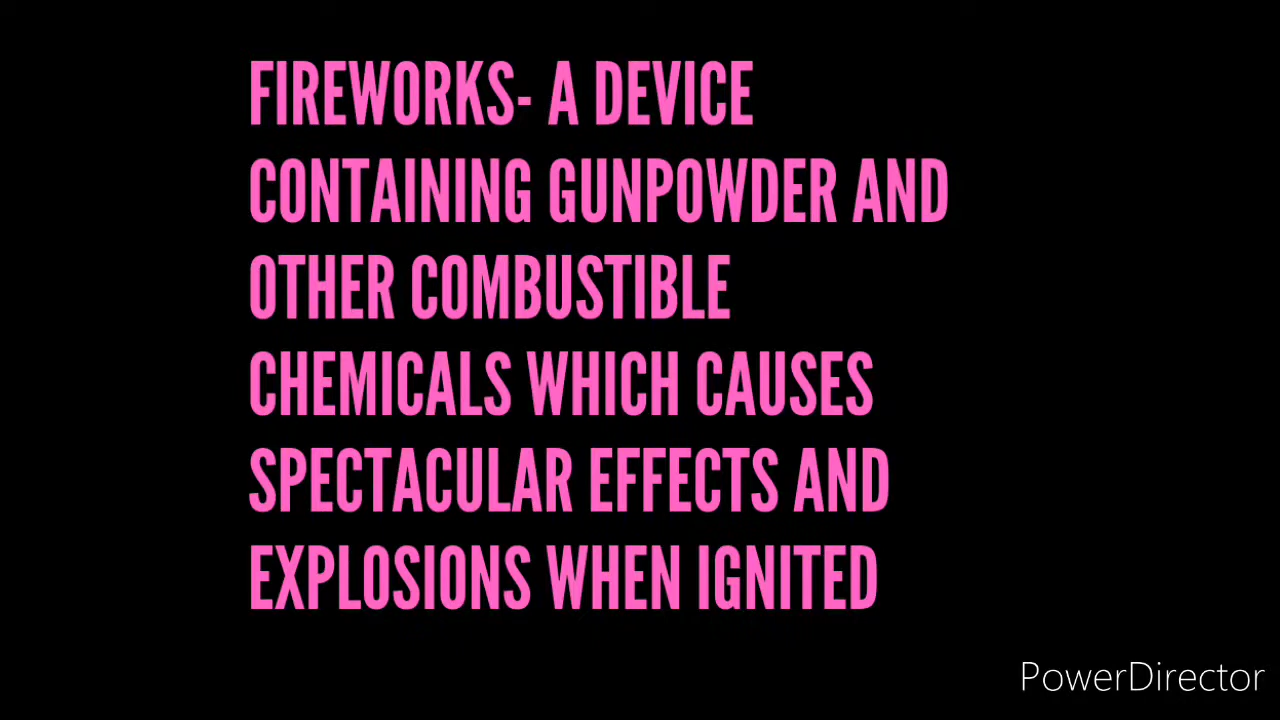 FIREWORKS- A DEVICE
CONTAINING GUNPOWDER AND
OTHER COMBUSTIBLE
CHEMICALS WHICH CAUSES
SPECTACULAR EFFECTS AND
EXPLOSIONS WHEN IGNITED
PowerDirector